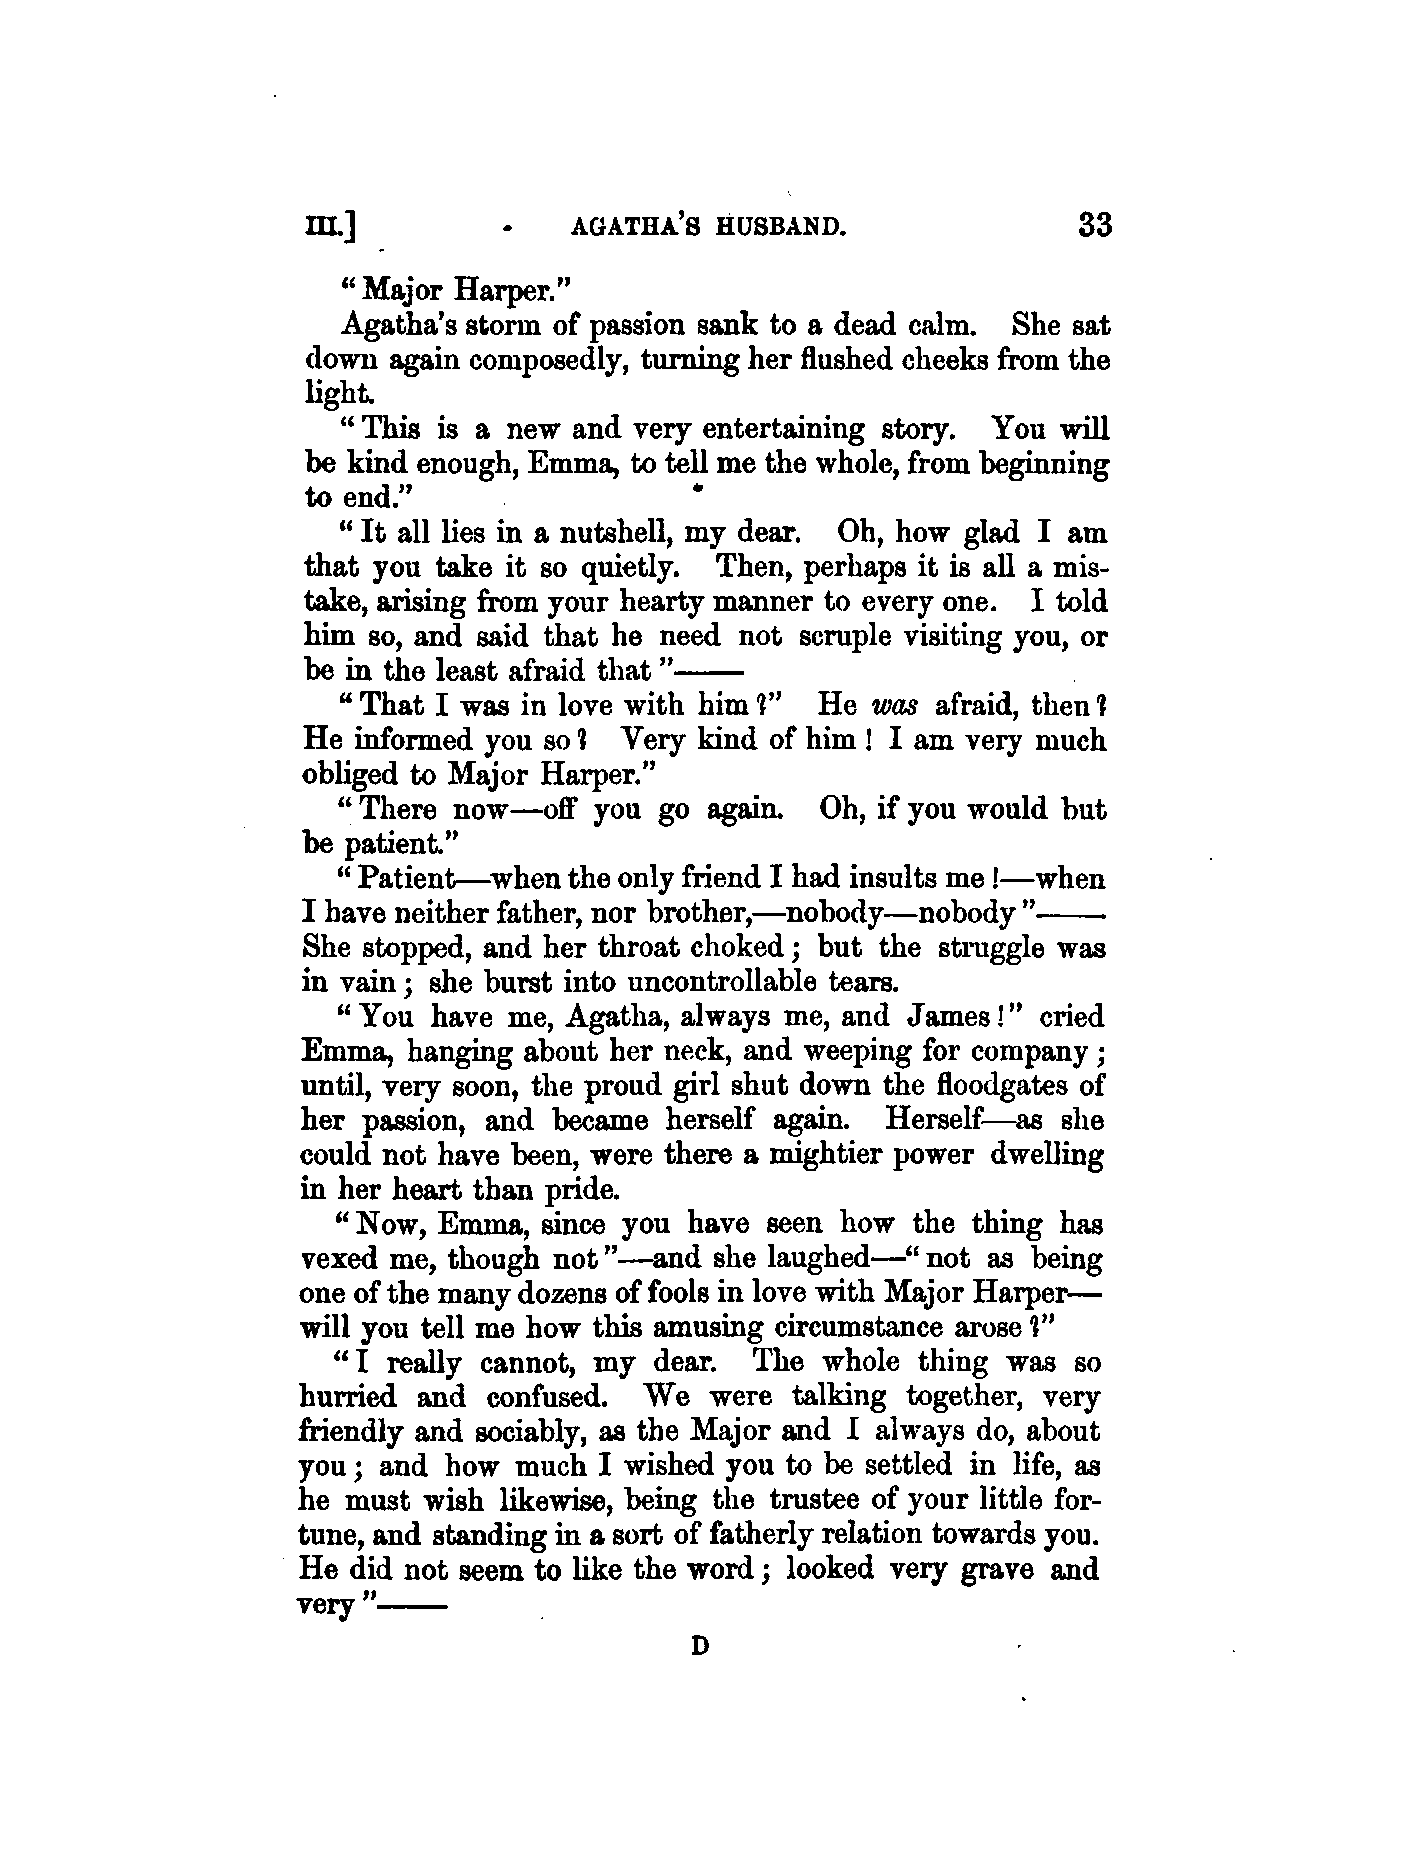 III.] AGATHA'S HUSBAND. 33
"Major Harper."
Agatha's storm of passion sank to a dead calm. She sat
down again composedly, turning her flushed cheeks from the
light.
"This is a new and very entertaining story. You will
be kind enough, Emma, to tell me the whole, from beginning
to end."
"It all lies in a nutshell, my dear. Oh, how glad I am
that you take it so quietly. Then, perhaps it is all a mis-
take, arising from your hearty manner to every one. I told
him so, and said that he need not scruple visiting you, or
be in the least afraid that"——
"That I was in love with him?" He was afraid, then?
He informed you so? Very kind of him! I am very much
obliged to Major Harper."
"There now—off you go again. Oh, if you would but
be patient."
"Patient—when the only friend I had insults me!—when
I have neither father, nor brother,—nobody—nobody"——
She stopped, and her throat choked; but the struggle was
in vain; she burst into uncontrollable tears.
"You have me, Agatha, always me, and James!" cried
Emma, hanging about her neck, and weeping for company;
until, very soon, the proud girl shut down the floodgates of
her passion, and became herself again. Herself—as she
could not have been, were there a mightier power dwelling
in her heart than pride.
"Now, Emma, since you have seen how the thing has
vexed me, though not"—and she laughed—"not as being
one of the many dozens of fools in love with Major Harper—
will you tell me how this amusing circumstance arose?"
"I really cannot, my dear. The whole thing was so
hurried and confused. We were talking together, very
friendly and sociably, as the Major and I always do, about
you; and how much I wished you to be settled in life, as
he must wish likewise, being the trustee of your little for-
tune, and standing in a sort of fatherly relation towards you.
He did not seem to like the word; looked very grave and
very"——
D